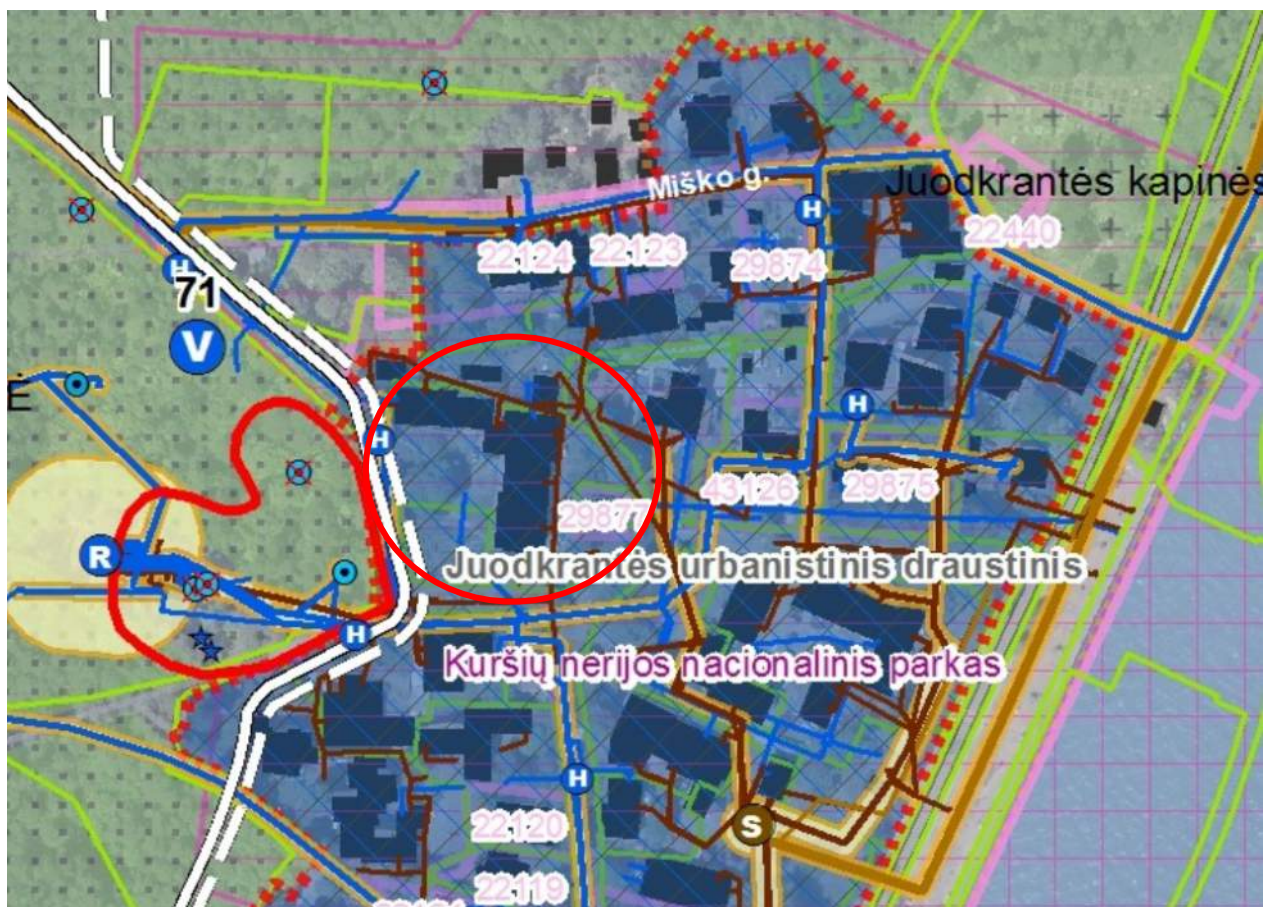 Miško g.
Juodkrantės kapinės
22124
22123
29874
22440
H
H
71
V
Ė
H
H
43126
29875
29877
R
Juodkrantės urbanistinis draustinis
H
Kuršių nerijos nacionalinis parkas
H
S
22120
22119